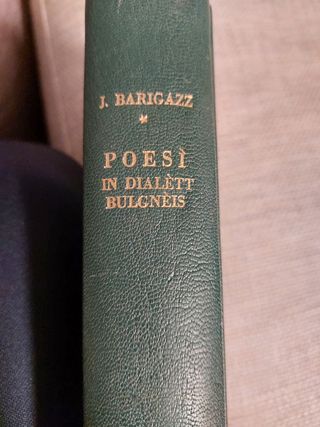 J. BARIGAZZ
POESÌ
IN DIALÈTT
BULGNÈIS